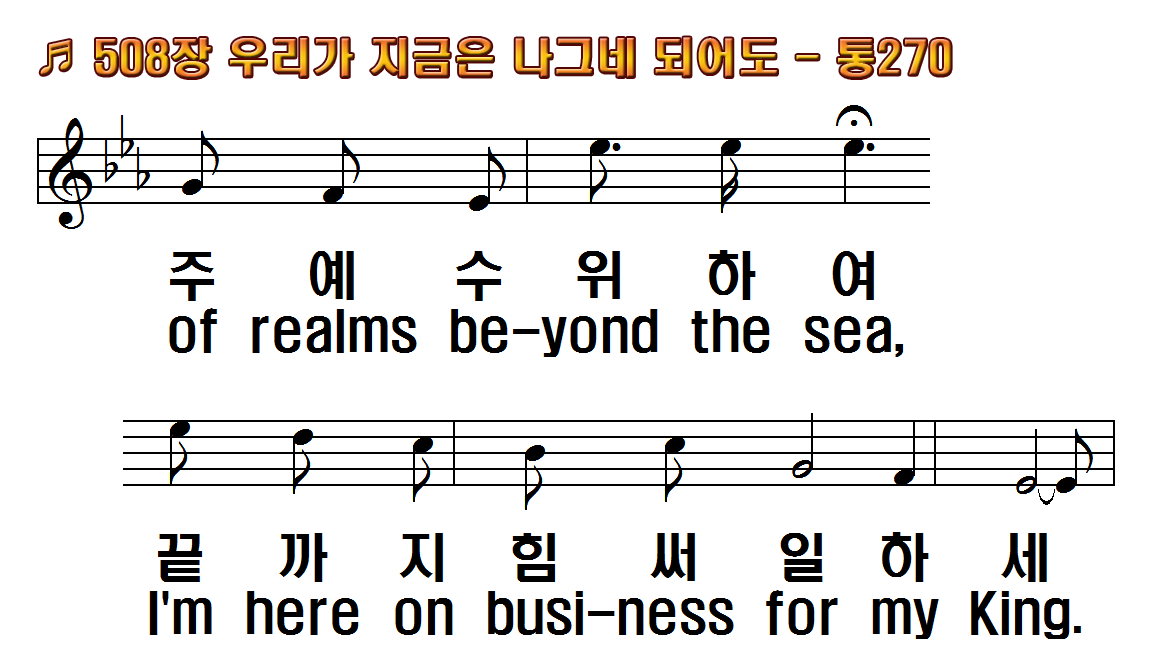 ♬ 508장 우리가 지금은 나그네 되어도 - 통270
주 예 수 위 하 여
of realms be-yond the sea,
끝 까 지 힘 써 일 하 세
I'm here on busi-ness for my King.